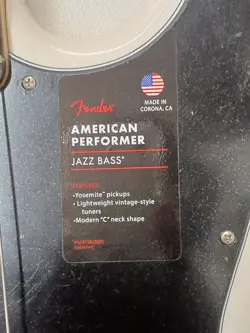 Fender
MADE IN
CORONA, CA
AMERICAN
PERFORMER
JAZZ BASS®
FEATURES:
•Yosemite™ pickups
• Lightweight vintage-style
tuners
•Modern "C" neck shape